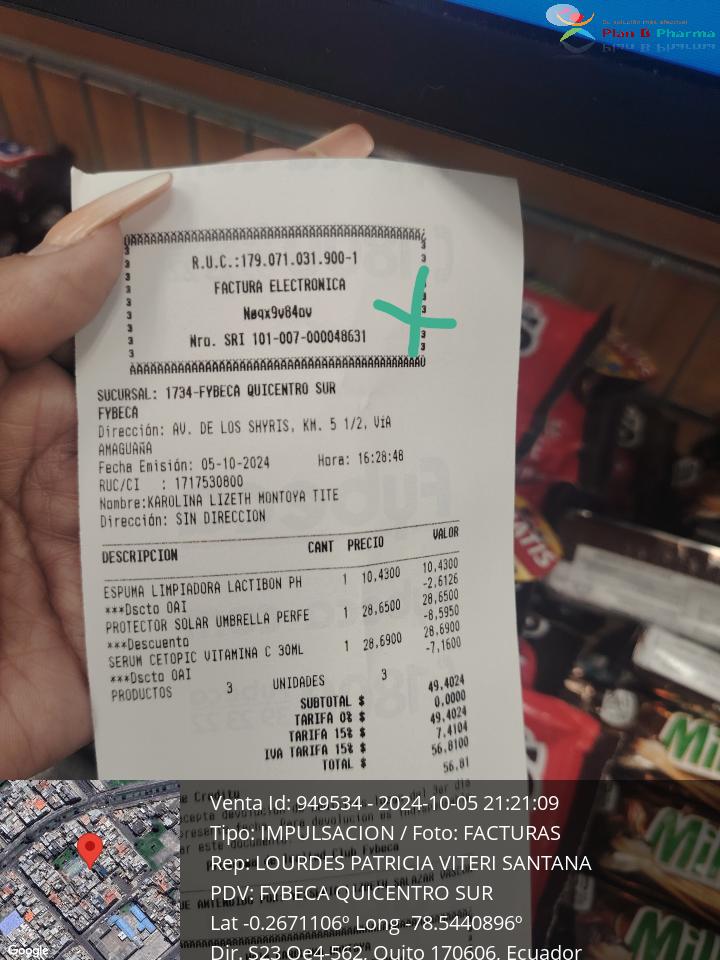 Su solución más efectiva!
Plan B Pharma
R.U.C.:179.071.031.900-1
FACTURA ELECTRONICA
Nøqx9v84ov
Nro. SRI 101-007-000048631
SUCURSAL: 1734-FYBECA QUICENTRO SUR
FYBECA
Dirección: AV. DE LOS SHYRIS, KM. 5 1/2, VíA
AMAGUAÑA
Fecha Emisión: 05-10-2024 Hora: 16:28:48
RUC/CI : 1717530800
Nombre:KAROLINA LIZETH MONTOYA TITE
Dirección: SIN DIRECCION
DESCRIPCION CANT PRECIO VALOR
ESPUMA LIMPIADORA LACTIBON PH 1 10,4300 10,4300
***Dscto OAI -2,6126
PROTECTOR SOLAR UMBRELLA PERFE 1 28,6500 28,6500
***Descuento -8,5950
SERUM CETOPIC VITAMINA C 30ML 1 28,6900 28,6900
***Dscto OAI -7,1600
PRODUCTOS 3 UNIDADES 3
SUBTOTAL $ 49.4024
TARIFA 0% $ 0.0000
TARIFA 15% $ 49.4024
IVA TARIFA 15% $ 7.4104
TOTAL $ 56.8100
56.81
Venta Id: 949534 - 2024-10-05 21:21:09
Tipo: IMPULSACION / Foto: FACTURAS
Rep: LOURDES PATRICIA VITERI SANTANA
PDV: FYBECA QUICENTRO SUR
Lat -0.2671106º Long -78.5440896º
Dir. S23 Oe4-562, Quito 170606, Ecuador
Google